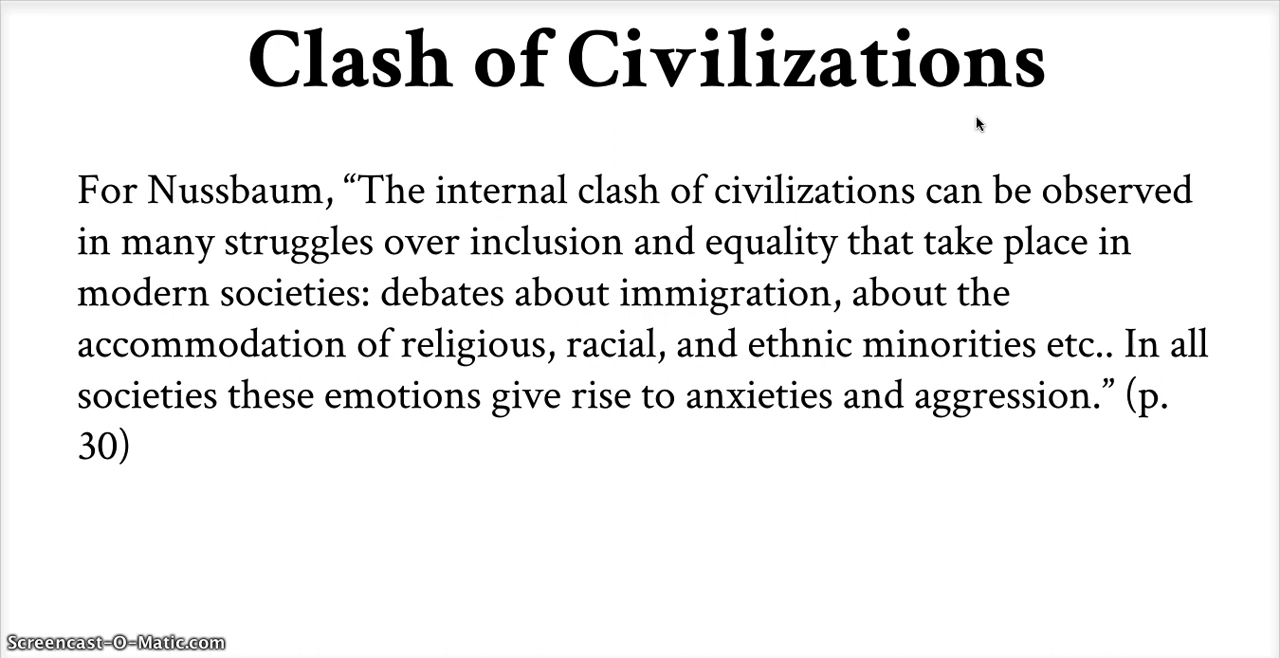 Clash of Civilizations
For Nussbaum, “The internal clash of civilizations can be observed
in many struggles over inclusion and equality that take place in
modern societies: debates about immigration, about the
accommodation of religious, racial, and ethnic minorities etc.. In all
societies these emotions give rise to anxieties and aggression.” (p.
30)
Screencast-O-Matic.com